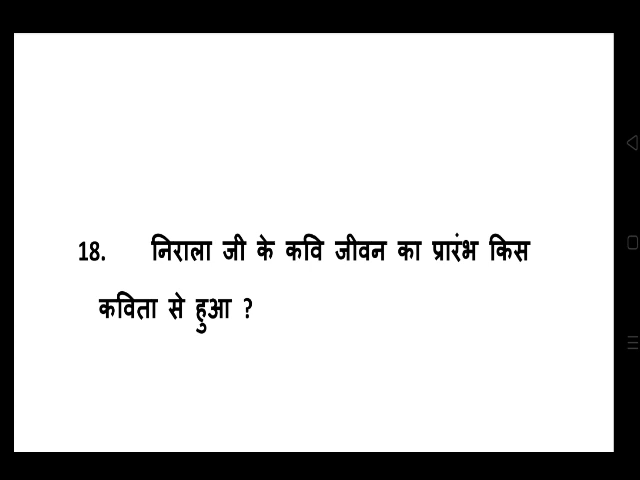 18. निराला जी के कवि जीवन का प्रारंभ किस
कविता से हुआ ?